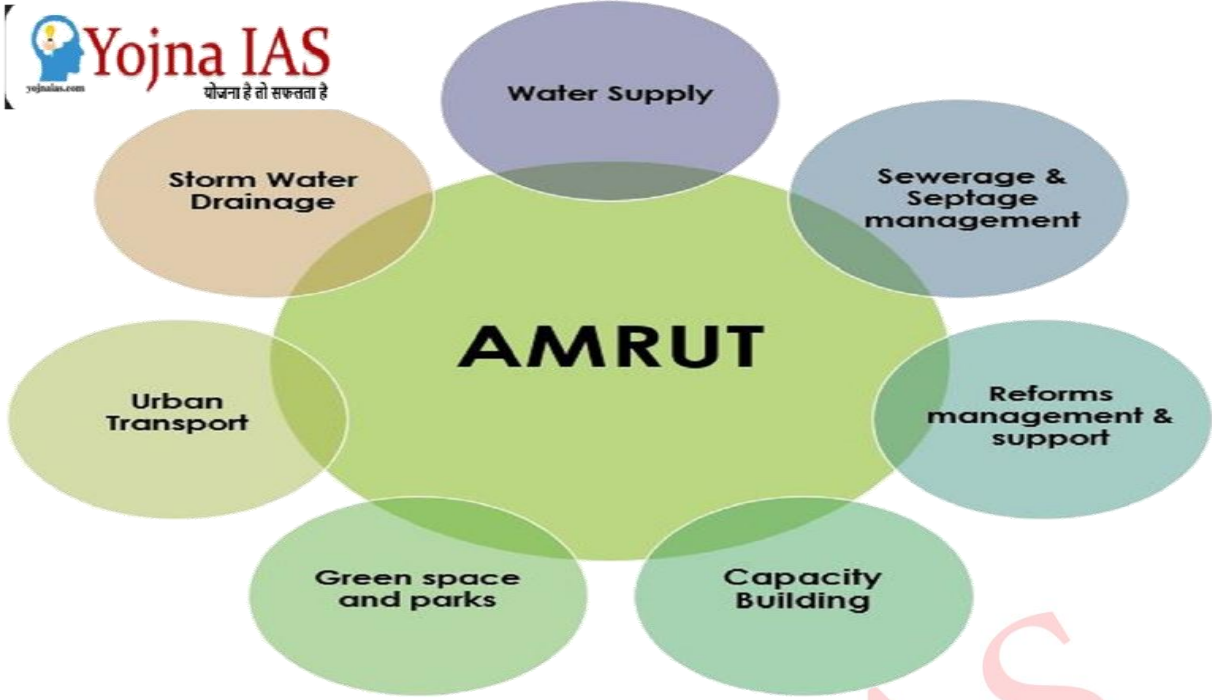 Yojna IAS
yojnaias.com
योजना है तो सफलता है
Water Supply
Sewerage &
Septage
management
Reforms
management &
support
Capacity
Building
Green space
and parks
Urban
Transport
Storm Water
Drainage
AMRUT